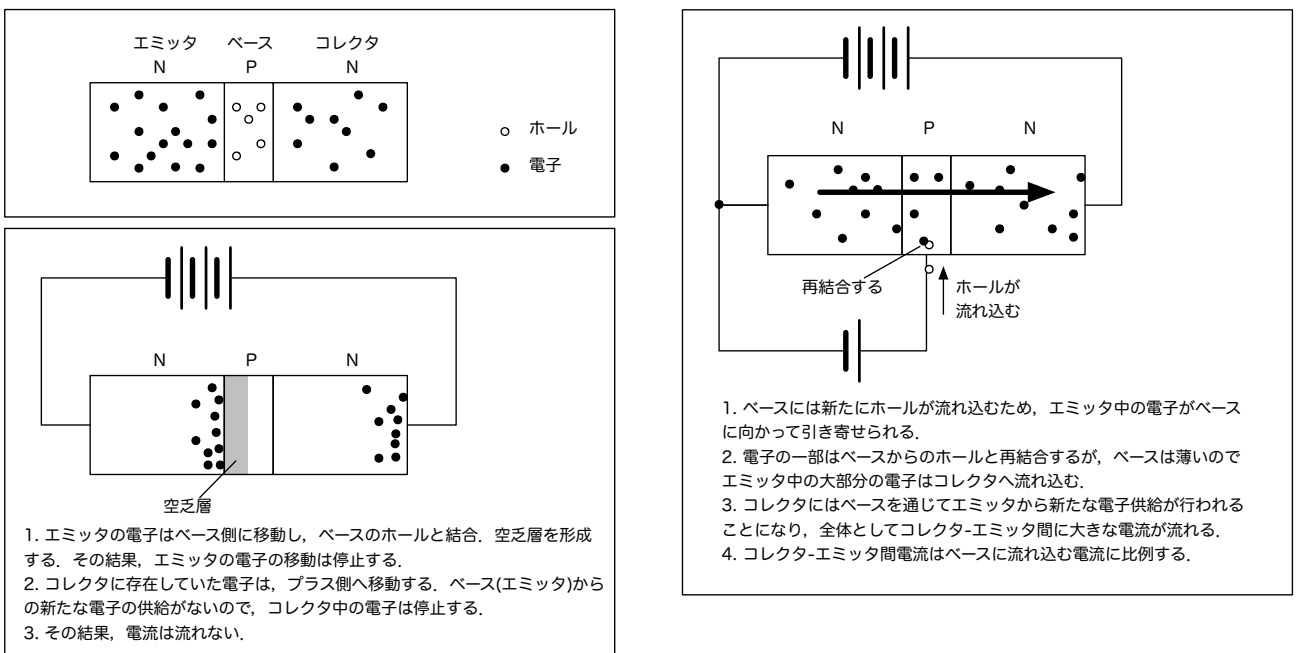 エミッタ ベース コレクタ
N P N
ホール
電子
N P N
空乏層
1. エミッタの電子はベース側に移動し，ベースのホールと結合．空乏層を形成
する．その結果，エミッタの電子の移動は停止する．
2. コレクタに存在していた電子は，プラス側へ移動する．ベース(エミッタ)から
の新たな電子の供給がないので，コレクタ中の電子は停止する．
3. その結果，電流は流れない．
N P N
再結合する
ホールが
流れ込む
1. ベースには新たにホールが流れ込むため，エミッタ中の電子がベース
に向かって引き寄せられる．
2. 電子の一部はベースからのホールと再結合するが，ベースは薄いので
エミッタ中の大部分の電子はコレクタへ流れ込む．
3. コレクタにはベースを通じてエミッタから新たな電子供給が行われる
ことになり，全体としてコレクタ-エミッタ間に大きな電流が流れる．
4. コレクタ-エミッタ間電流はベースに流れ込む電流に比例する．